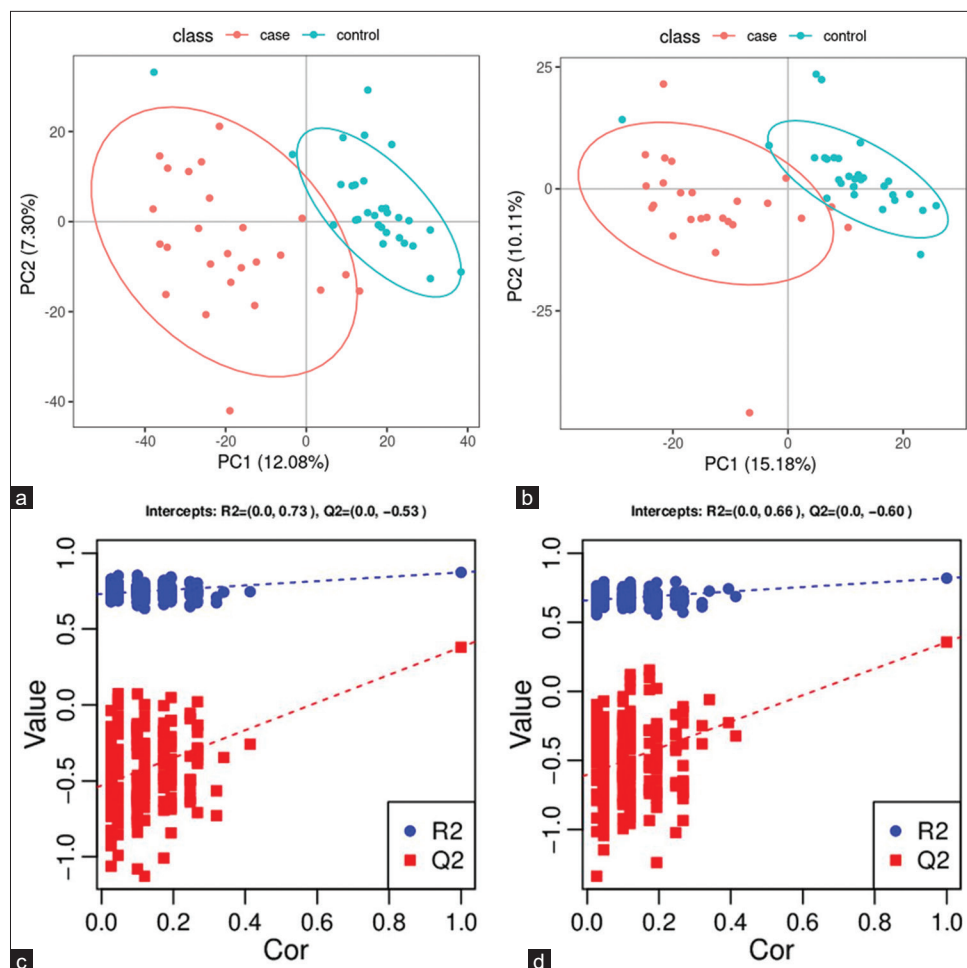 class case control
20
0
-20
-40
PC2 (7.30%)
-40 -20 0 20 40
PC1 (12.08%)
a
class case control
25
0
-25
PC2 (10.11%)
-20 0 20
PC1 (15.18%)
b
Intercepts: R2=(0.0, 0.73), Q2=(0.0, −0.53 )
1.0
0.5
0.0
−0.5
−1.0
Value
R2
Q2
0.0 0.2 0.4 0.6 0.8 1.0
Cor
c
Intercepts: R2=(0.0, 0.66), Q2=(0.0, −0.60 )
1.0
0.5
0.0
−0.5
−1.0
Value
R2
Q2
0.0 0.2 0.4 0.6 0.8 1.0
Cor
d